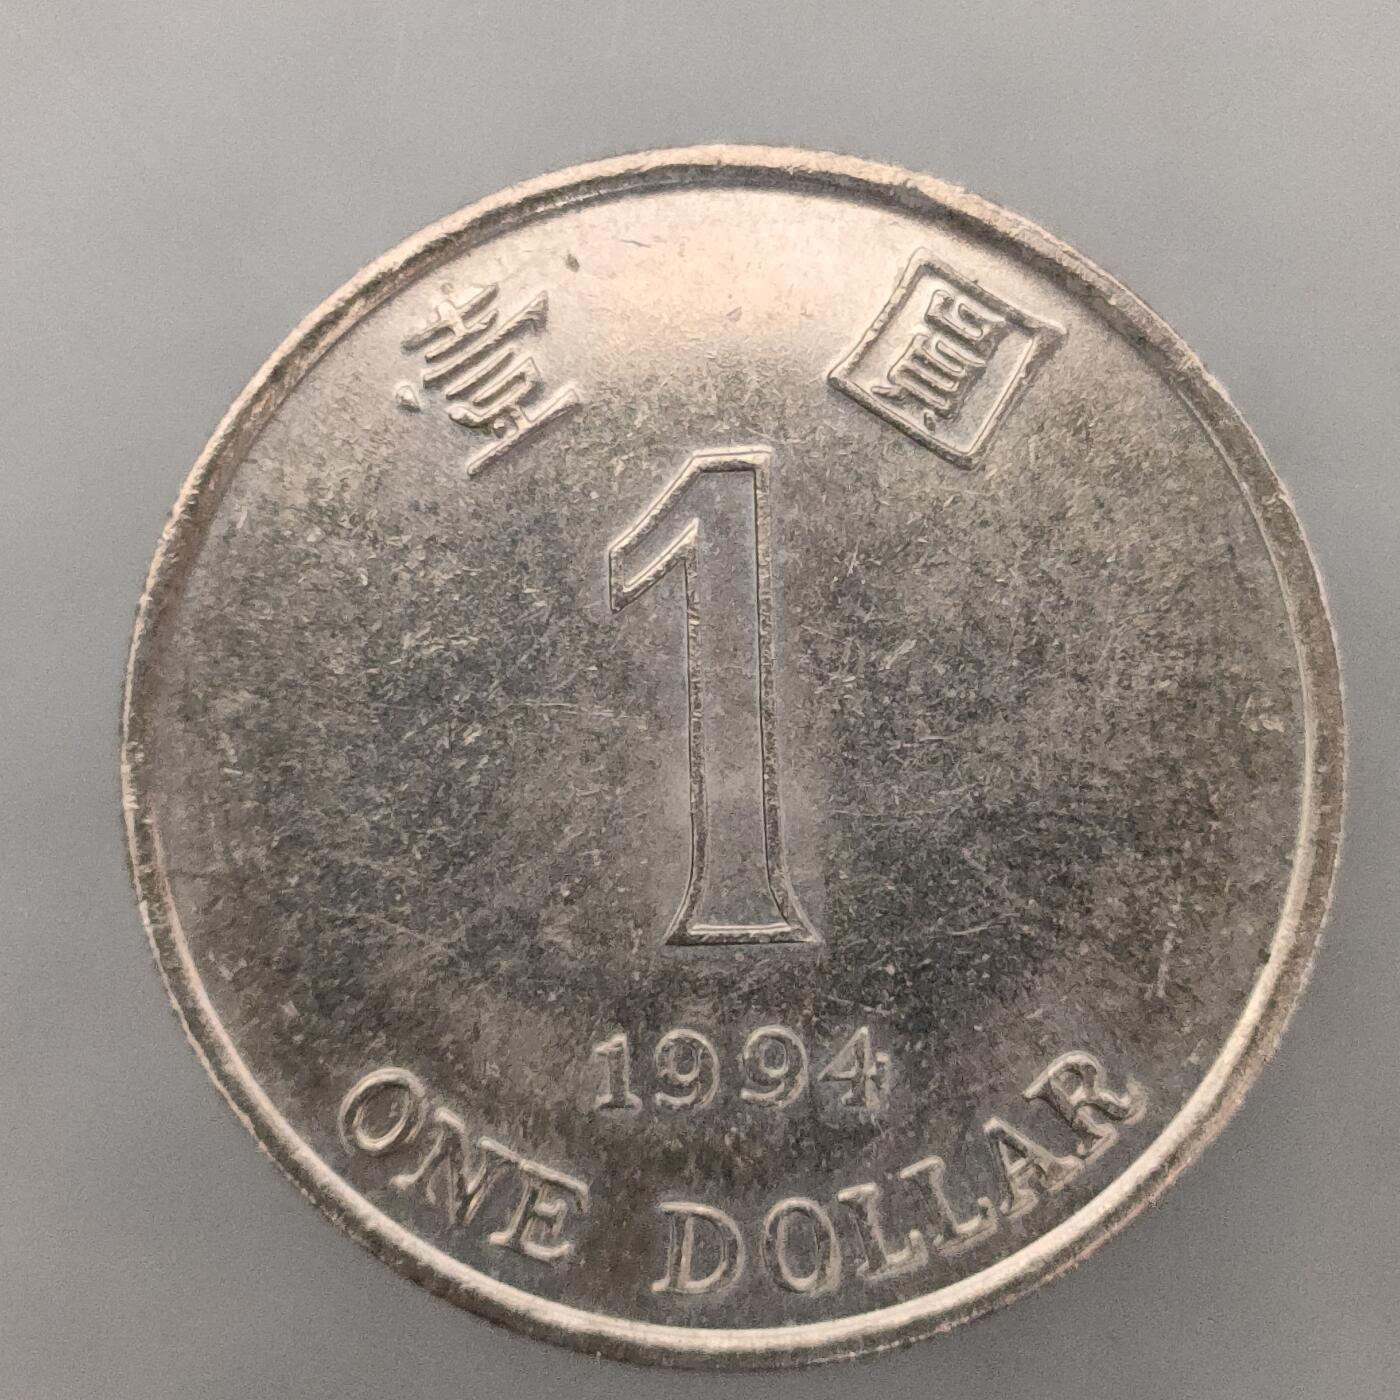 壹 圓
1
1994
ONE DOLLAR